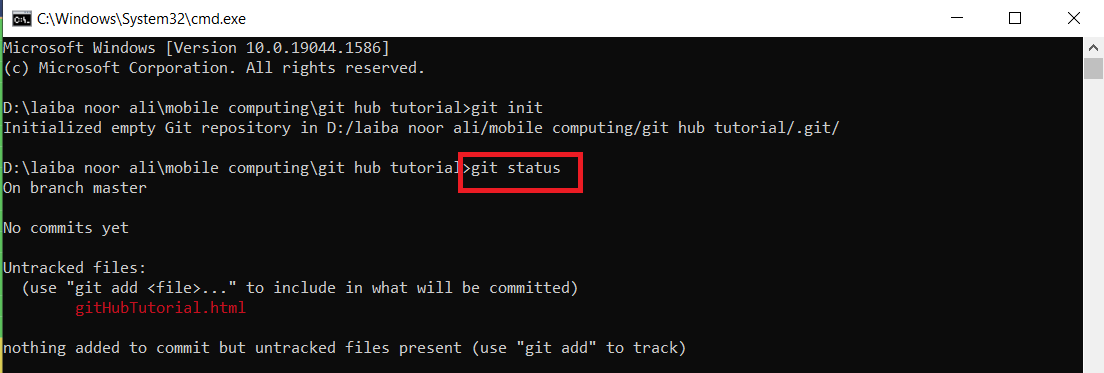 C:\Windows\System32\cmd.exe
Microsoft Windows [Version 10.0.19044.1586]
(c) Microsoft Corporation. All rights reserved.
D:\laiba noor ali\mobile computing\git hub tutorial>git init
Initialized empty Git repository in D:/laiba noor ali/mobile computing/git hub tutorial/.git/
D:\laiba noor ali\mobile computing\git hub tutorial>git status
On branch master
No commits yet
Untracked files:
(use "git add <file>..." to include in what will be committed)
gitHubTutorial.html
nothing added to commit but untracked files present (use "git add" to track)